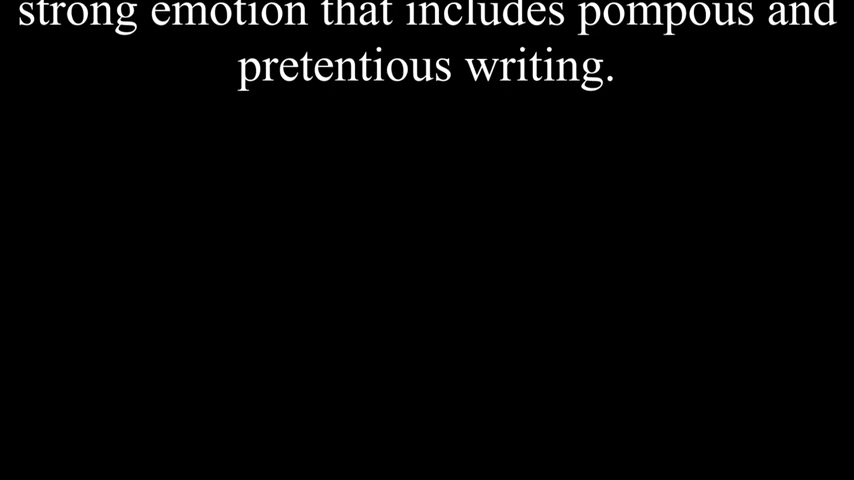 strong emotion that includes pompous and
pretentious writing.